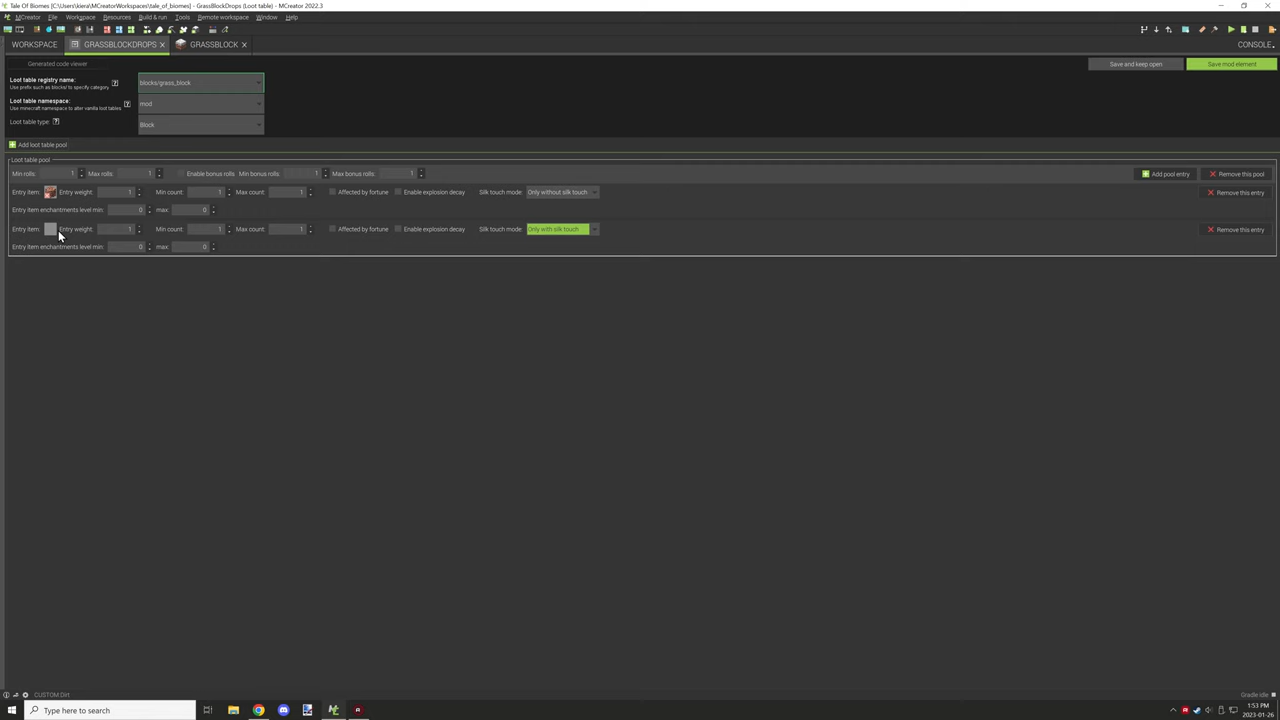 Tale Of Biomes [C:\Users\kiera\MCreatorWorkspaces\tale_of_biomes] - GrassBlockDrops (Loot table) - MCreator 2022.3
MCreator File Workspace Resources Build & run Tools Remote workspace Window Help
WORKSPACE GRASSBLOCKDROPS GRASSBLOCK CONSOLE
Generated code viewer Save and keep open Save mod element
Loot table registry name: blocks/grass_block
Use prefix such as blocks/ to specify category.
Loot table namespace: mod
Use minecraft namespace to alter vanilla loot tables
Loot table type: Block
Add loot table pool
Loot table pool
Min rolls: 1 Max rolls: 1 Enable bonus rolls Min bonus rolls: 1 Max bonus rolls: 1 Add pool entry Remove this pool
Entry item: Entry weight: 1 Min count: 1 Max count: 1 Affected by fortune Enable explosion decay Silk touch mode: Only without silk touch Remove this entry
Entry item enchantments level min: 0 max: 0
Entry item: Entry weight: 1 Min count: 1 Max count: 1 Affected by fortune Enable explosion decay Silk touch mode: Only with silk touch Remove this entry
Entry item enchantments level min: 0 max: 0
CUSTOM:Dirt Gradle idle
Type here to search 1:53 PM
2023-01-26